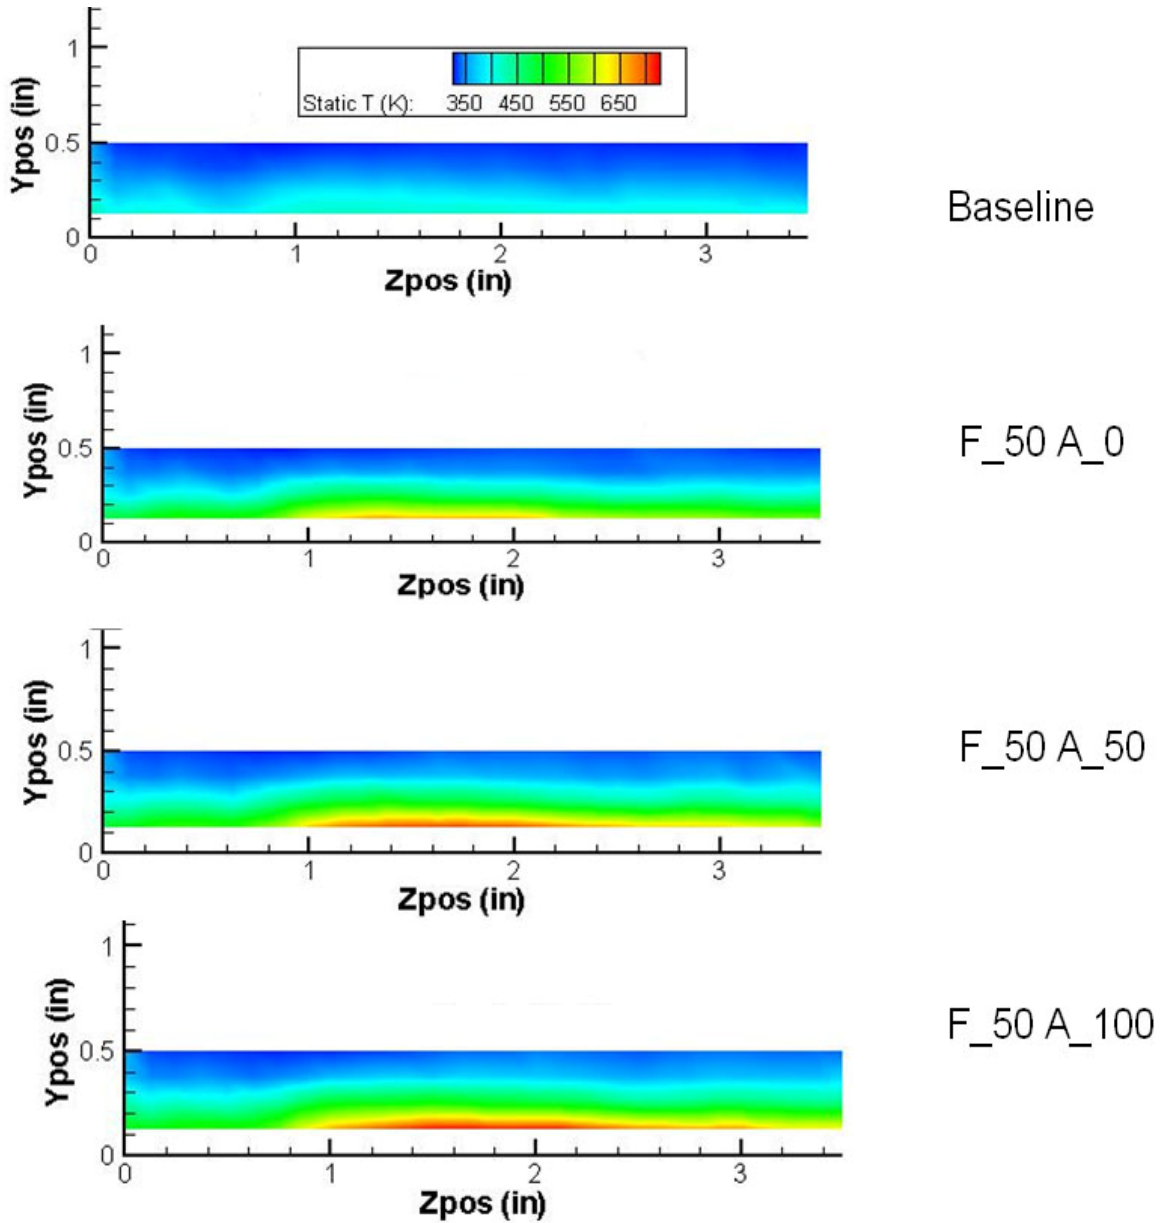 Ypos (in)
1
0.5
0
Static T (K): 350 450 550 650
0 1 2 3
Zpos (in)
Baseline
Ypos (in)
1
0.5
0
0 1 2 3
Zpos (in)
F_50 A_0
Ypos (in)
1
0.5
0
0 1 2 3
Zpos (in)
F_50 A_50
Ypos (in)
1
0.5
0
0 1 2 3
Zpos (in)
F_50 A_100